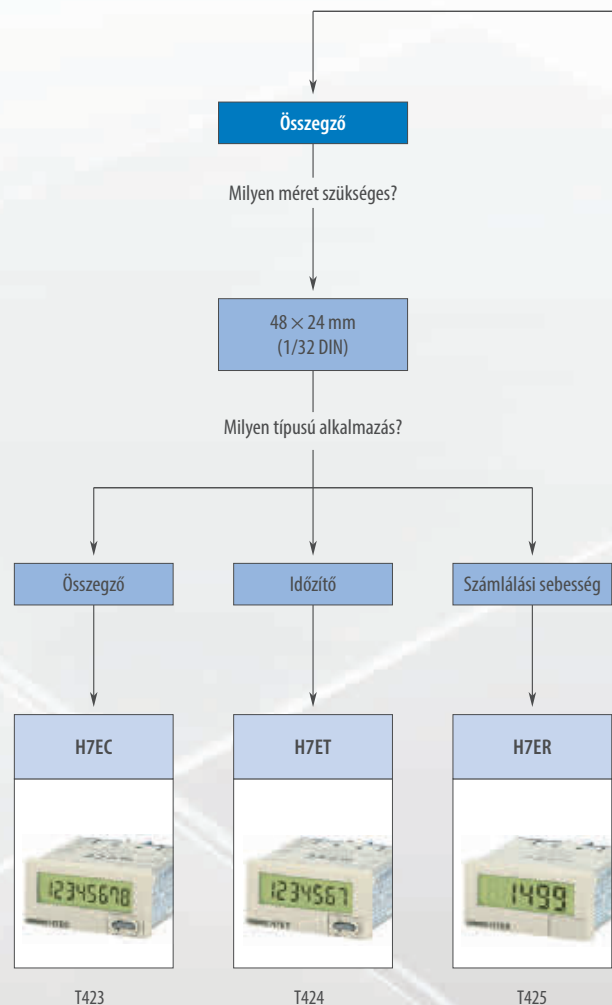 Összegző
Milyen méret szükséges?
48 × 24 mm
(1/32 DIN)
Milyen típusú alkalmazás?
Összegző
Időzítő
Számlálási sebesség
H7EC
H7ET
H7ER
12345678
1234567
1499
T423
T424
T425